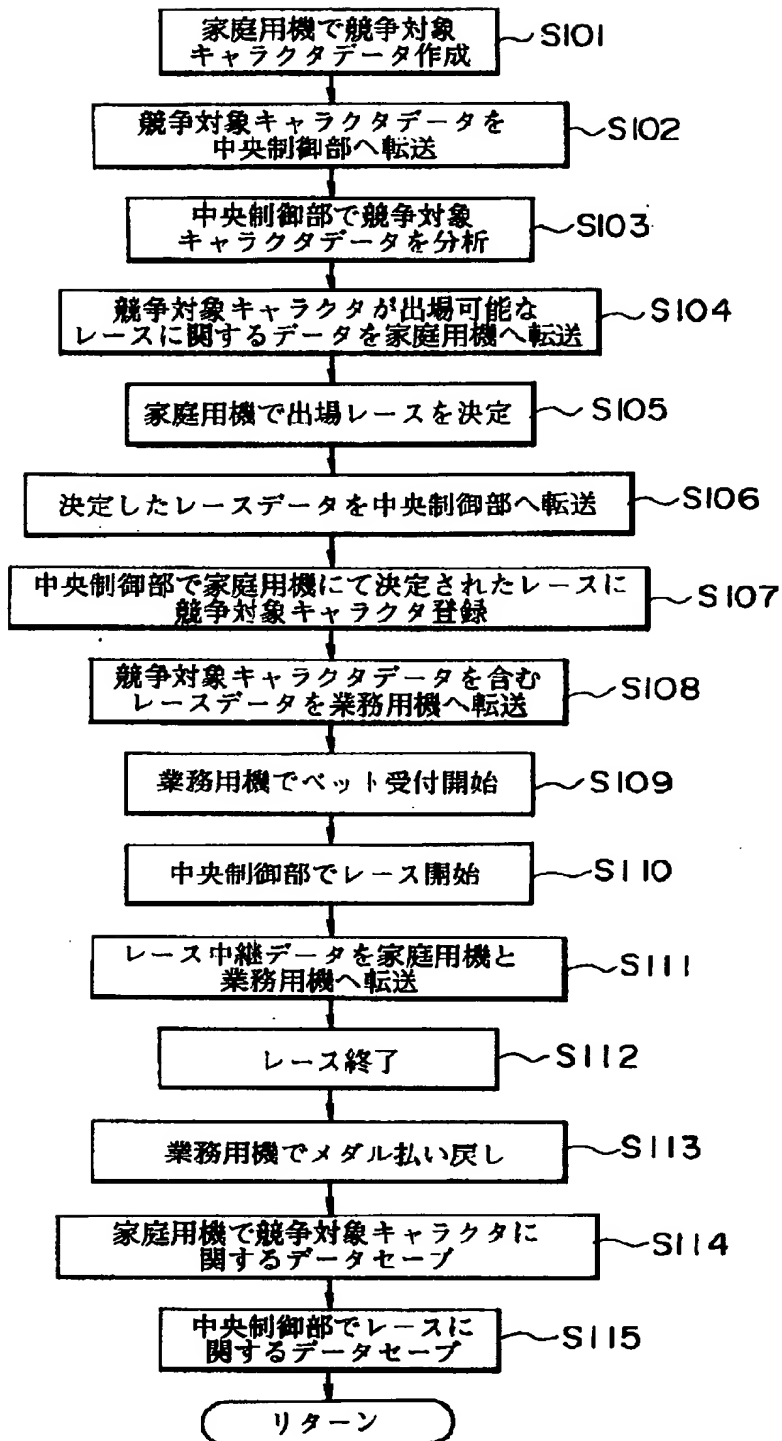 家庭用機で競争対象
キャラクタデータ作成
S101
競争対象キャラクタデータを
中央制御部へ転送
S102
中央制御部で競争対象
キャラクタデータを分析
S103
競争対象キャラクタが出場可能な
レースに関するデータを家庭用機へ転送
S104
家庭用機で出場レースを決定
S105
決定したレースデータを中央制御部へ転送
S106
中央制御部で家庭用機にて決定されたレースに
競争対象キャラクタ登録
S107
競争対象キャラクタデータを含む
レースデータを業務用機へ転送
S108
業務用機でベット受付開始
S109
中央制御部でレース開始
S110
レース中継データを家庭用機と
業務用機へ転送
S111
レース終了
S112
業務用機でメダル払い戻し
S113
家庭用機で競争対象キャラクタに
関するデータセーブ
S114
中央制御部でレースに
関するデータセーブ
S115
リターン